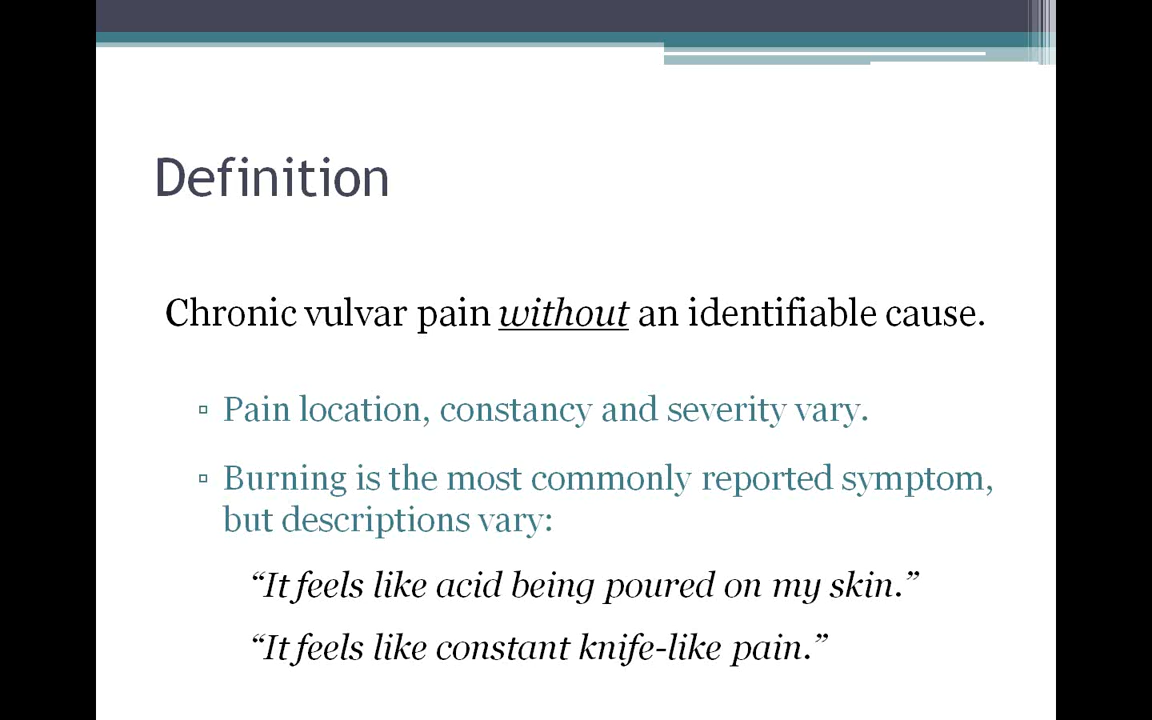 Definition
Chronic vulvar pain without an identifiable cause.
▫ Pain location, constancy and severity vary.
▫ Burning is the most commonly reported symptom,
but descriptions vary:
“It feels like acid being poured on my skin.”
“It feels like constant knife-like pain.”